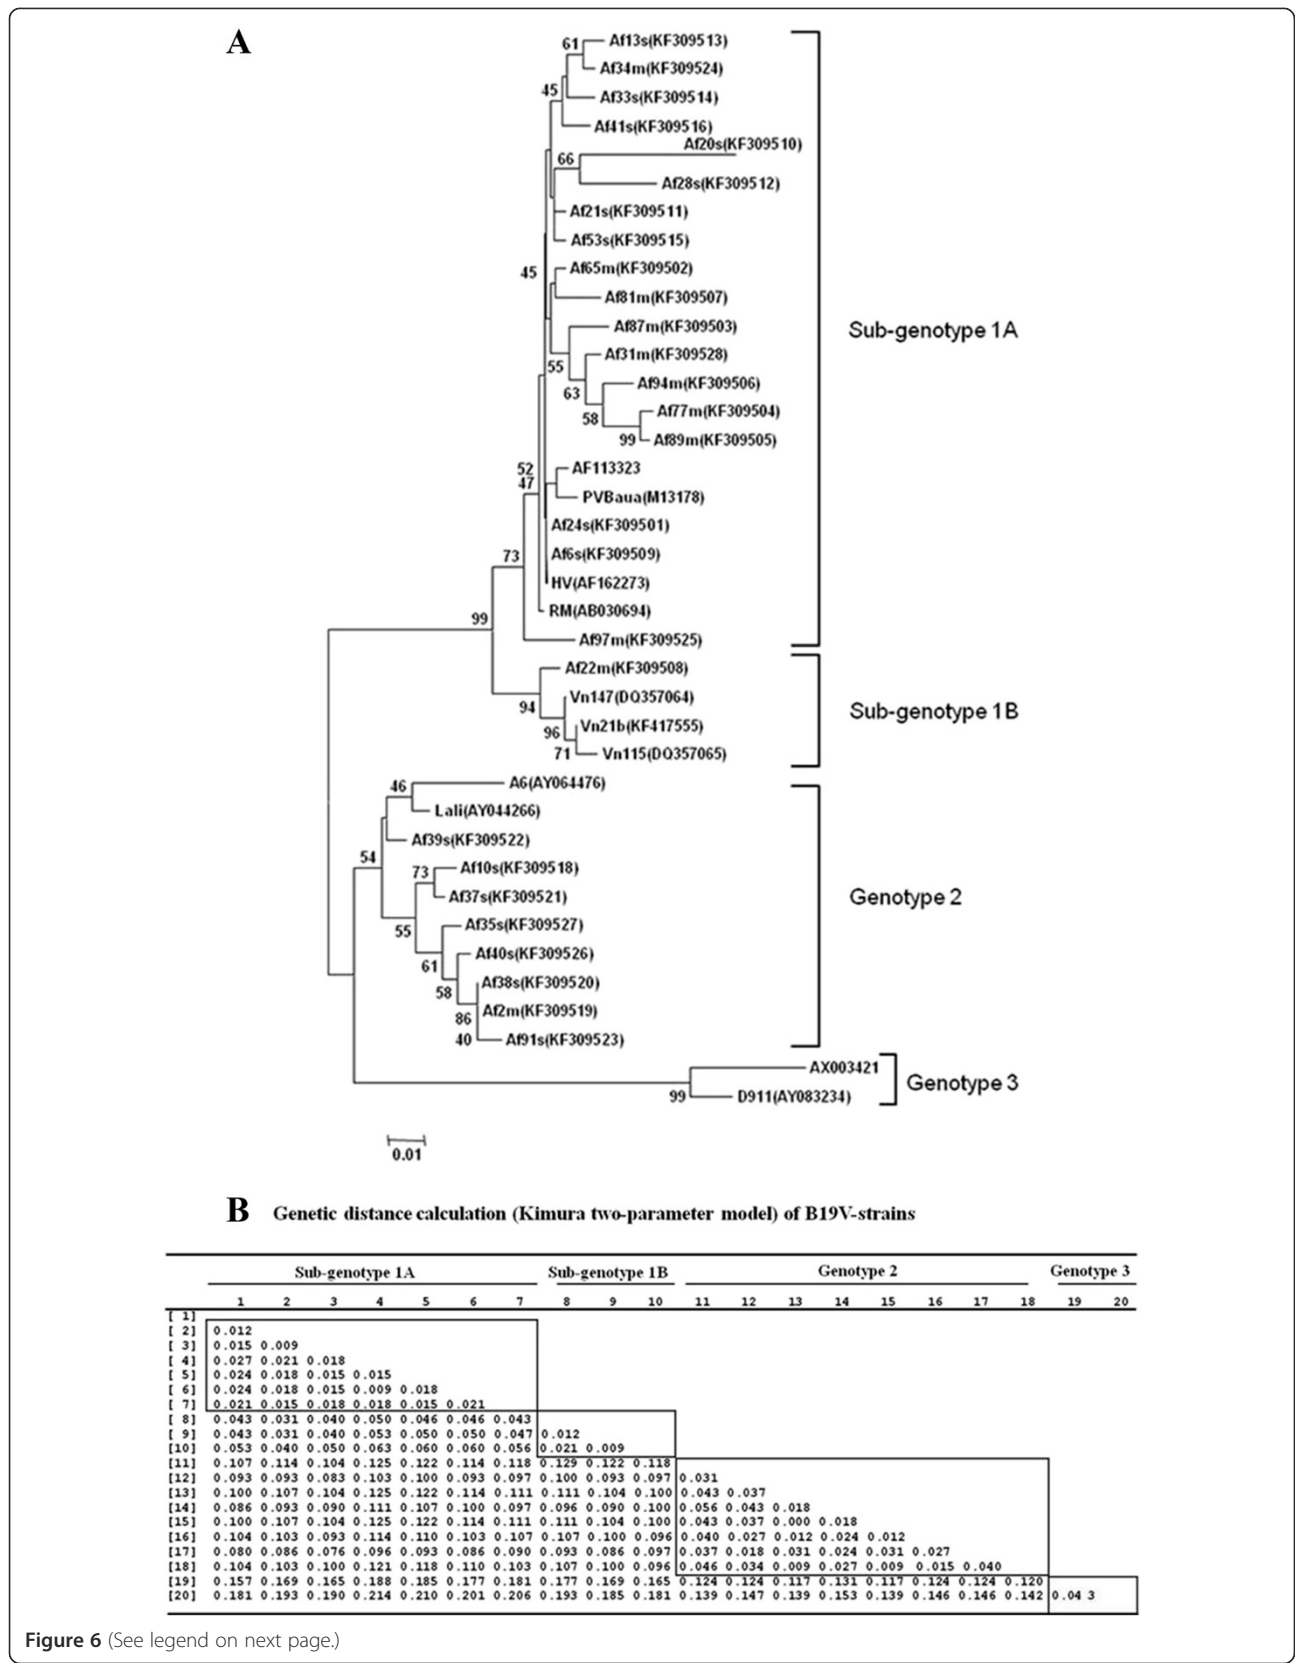 A
61
Af13s(KF309513)
Af34m(KF309524)
45
Af33s(KF309514)
Af41s(KF309516)
Af20s(KF309510)
66
Af28s(KF309512)
Af21s(KF309511)
Af53s(KF309515)
45
Af65m(KF309502)
Af81m(KF309507)
Af87m(KF309503)
Sub-genotype 1A
55
Af31m(KF309528)
63
Af94m(KF309506)
58
Af77m(KF309504)
99
Af89m(KF309505)
52
AF113323
47
PVBaua(M13178)
Af24s(KF309501)
73
Af6s(KF309509)
HV(AF162273)
99
RM(AB030694)
Af97m(KF309525)
Af22m(KF309508)
94
Vn147(DQ357064)
Sub-genotype 1B
96
Vn21b(KF417555)
71
Vn115(DQ357065)
46
A6(AY064476)
Lali(AY044266)
Af39s(KF309522)
54
73
Af10s(KF309518)
Af37s(KF309521)
Genotype 2
55
Af35s(KF309527)
61
Af40s(KF309526)
58
Af38s(KF309520)
86
Af2m(KF309519)
40
Af91s(KF309523)
AX003421
Genotype 3
99
D911(AY083234)
0.01
B Genetic distance calculation (Kimura two-parameter model) of B19V-strains
Sub-genotype 1A Sub-genotype 1B Genotype 2 Genotype 3
1 2 3 4 5 6 7 8 9 10 11 12 13 14 15 16 17 18 19 20
[ 1]
[ 2] 0.012
[ 3] 0.015 0.009
[ 4] 0.027 0.021 0.018
[ 5] 0.024 0.018 0.015 0.015
[ 6] 0.024 0.018 0.015 0.009 0.018
[ 7] 0.021 0.015 0.018 0.018 0.015 0.021
[ 8] 0.043 0.031 0.040 0.050 0.046 0.046 0.043
[ 9] 0.043 0.031 0.040 0.053 0.050 0.050 0.047 0.012
[10] 0.053 0.040 0.050 0.063 0.060 0.060 0.056 0.021 0.009
[11] 0.107 0.114 0.104 0.125 0.122 0.114 0.118 0.129 0.122 0.118
[12] 0.093 0.093 0.083 0.103 0.100 0.093 0.097 0.100 0.093 0.097 0.031
[13] 0.100 0.107 0.104 0.125 0.122 0.114 0.111 0.111 0.104 0.100 0.043 0.037
[14] 0.086 0.093 0.090 0.111 0.107 0.100 0.097 0.096 0.090 0.100 0.056 0.043 0.018
[15] 0.100 0.107 0.104 0.125 0.122 0.114 0.111 0.111 0.104 0.100 0.043 0.037 0.000 0.018
[16] 0.104 0.103 0.093 0.114 0.110 0.103 0.107 0.107 0.100 0.096 0.040 0.027 0.012 0.024 0.012
[17] 0.080 0.086 0.076 0.096 0.093 0.086 0.090 0.093 0.086 0.097 0.037 0.018 0.031 0.024 0.031 0.027
[18] 0.104 0.103 0.100 0.121 0.118 0.110 0.103 0.107 0.100 0.096 0.046 0.034 0.009 0.027 0.009 0.015 0.040
[19] 0.157 0.169 0.165 0.188 0.185 0.177 0.181 0.177 0.169 0.165 0.124 0.124 0.117 0.131 0.117 0.124 0.124 0.120
[20] 0.181 0.193 0.190 0.214 0.210 0.201 0.206 0.193 0.185 0.181 0.139 0.147 0.139 0.153 0.139 0.146 0.146 0.142 0.04 3
Figure 6 (See legend on next page.)